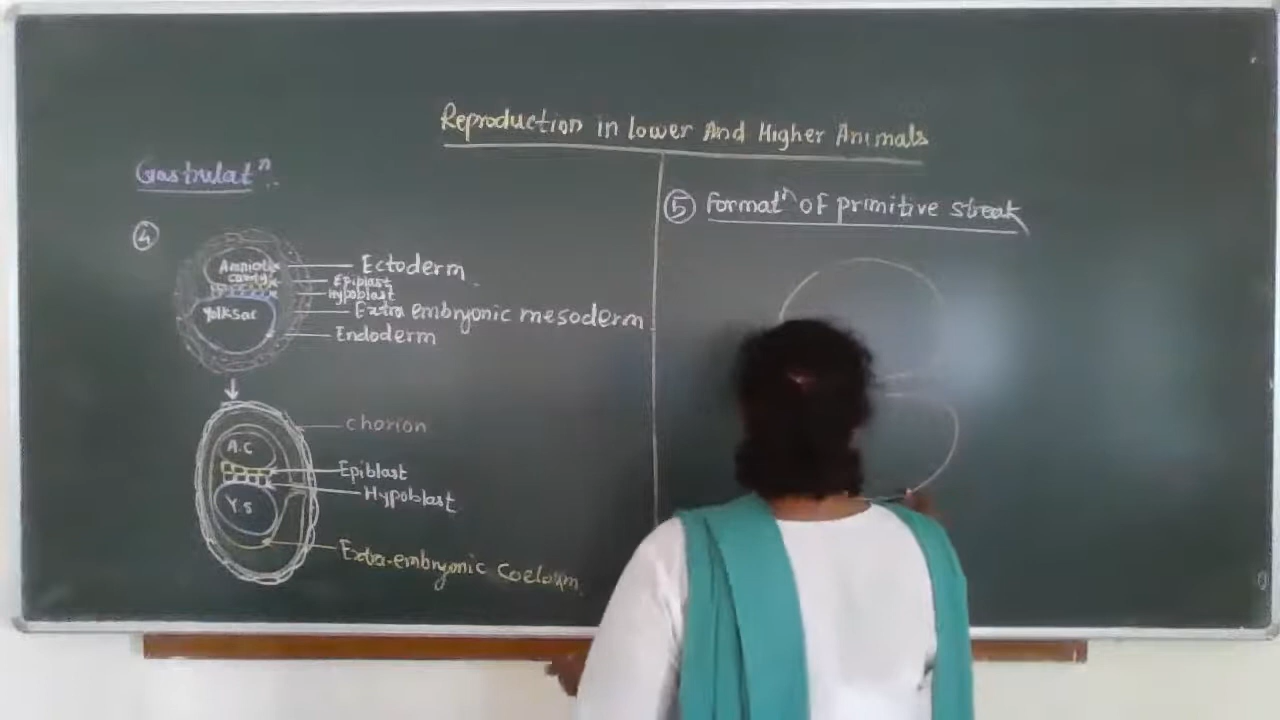 Reproduction in Lower And Higher Animals
Gastrulatⁿ.
④
Amniotic
cavity
Yolksac
Ectoderm
Epiblast
Hypoblast
Extra embryonic mesoderm
Endoderm
A.C
Y.S
chorion
Epiblast
Hypoblast
Extra-embryonic Coeloum
⑤ Formatⁿ of primitive streak